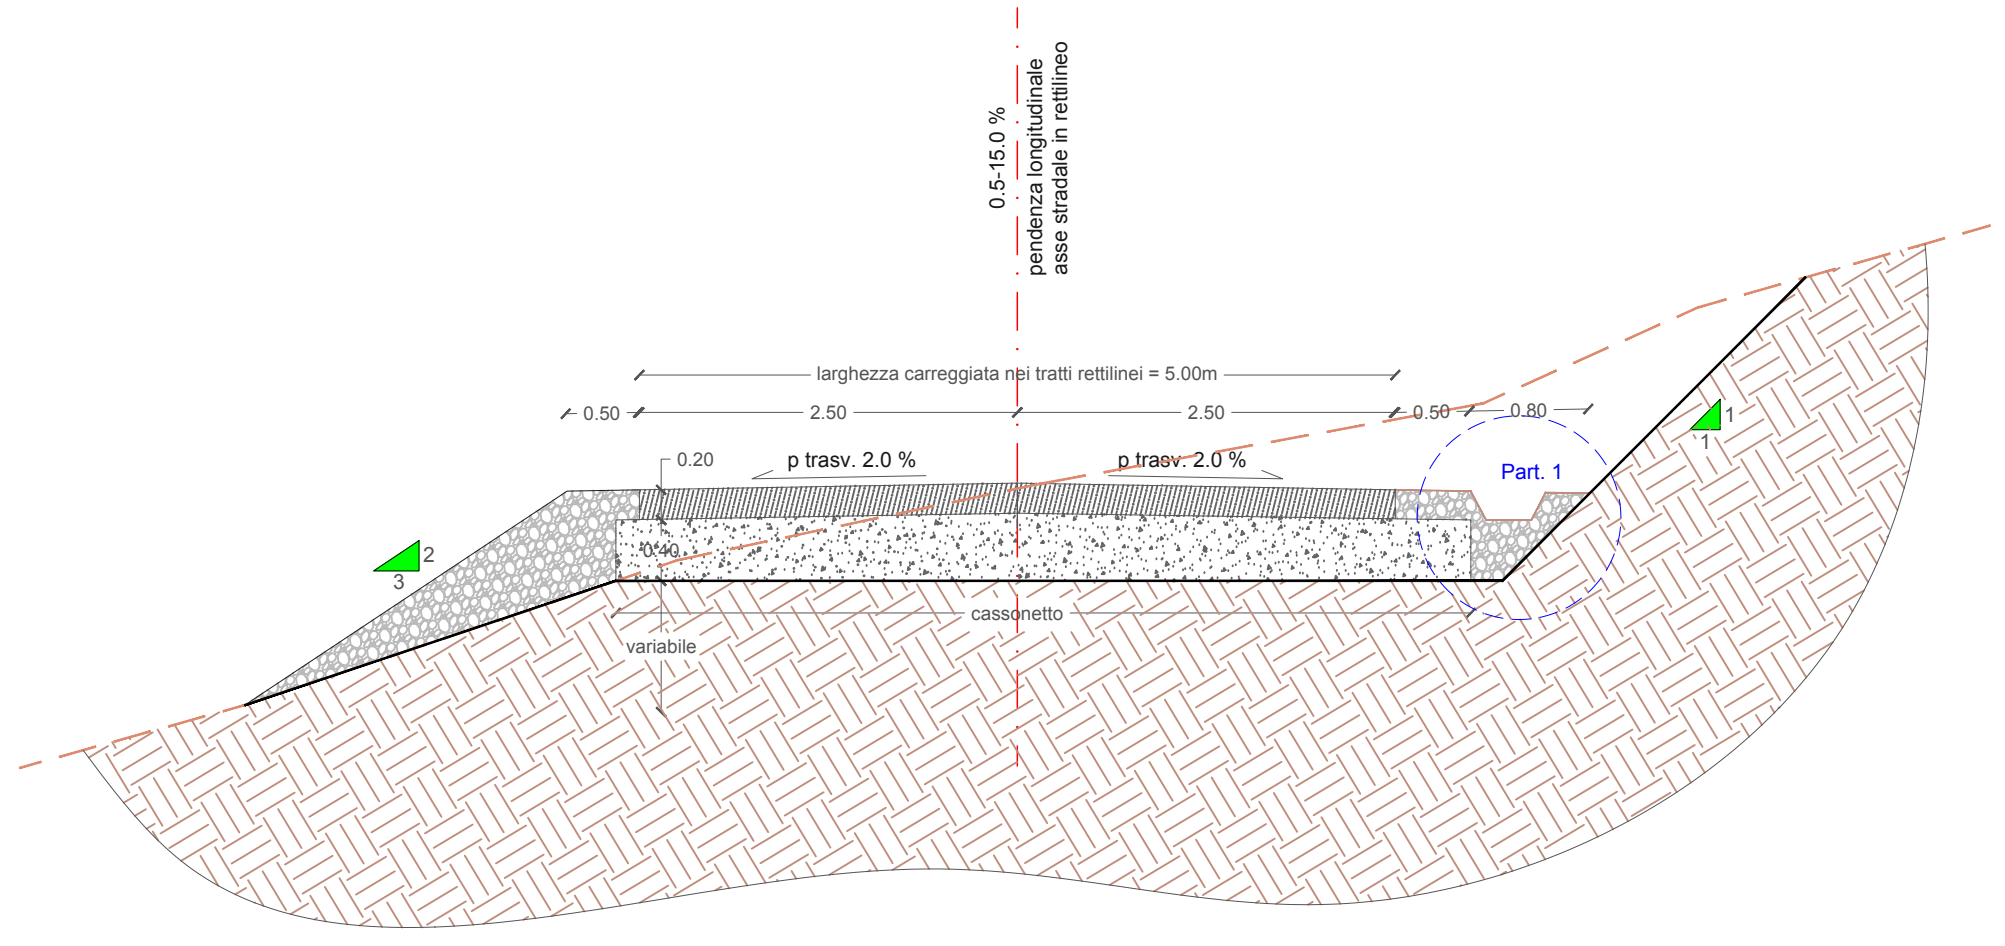 0.5-15.0 %
pendenza longitudinale
asse stradale in rettilineo
larghezza carreggiata nei tratti rettilinei = 5.00m
0.50
2.50
2.50
0.50
0.80
0.20
p trasv. 2.0 %
p trasv. 2.0 %
Part. 1
1
1
2
3
0.40
cassonetto
variabile